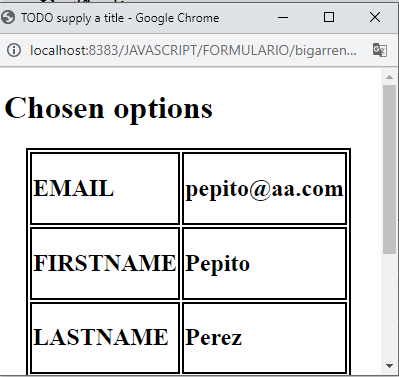 TODO supply a title - Google Chrome
localhost:8383/JAVASCRIPT/FORMULARIO/bigarren...
Chosen options
EMAIL pepito@aa.com
FIRSTNAME Pepito
LASTNAME Perez